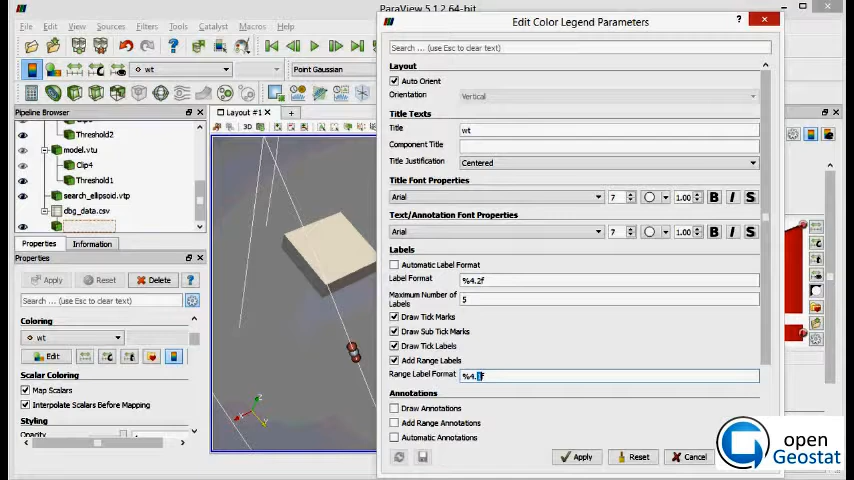 ParaView 5.1.2 64-bit
File Edit View Sources Filters Tools Catalyst Macros Help
wt
Point Gaussian
Pipeline Browser
Threshold2
model.vtu
Clip4
Threshold1
search_ellipsoid.vtp
dbg_data.csv
Properties Information
Properties
Apply Reset Delete
Search ... (use Esc to clear text)
Coloring
wt
Edit
Scalar Coloring
Map Scalars
Interpolate Scalars Before Mapping
Styling
Opacity
Layout #1
3D
Z
X
Y
Edit Color Legend Parameters
Search ... (use Esc to clear text)
Layout
Auto Orient
Orientation Vertical
Title Texts
Title wt
Component Title
Title Justification Centered
Title Font Properties
Arial 7 1.00 B I S
Text/Annotation Font Properties
Arial 7 1.00 B I S
Labels
Automatic Label Format
Label Format %4.2f
Maximum Number of Labels 5
Draw Tick Marks
Draw Sub Tick Marks
Draw Tick Labels
Add Range Labels
Range Label Format
Annotations
Draw Annotations
Add Range Annotations
Automatic Annotations
Apply Reset Cancel
open
Geostat